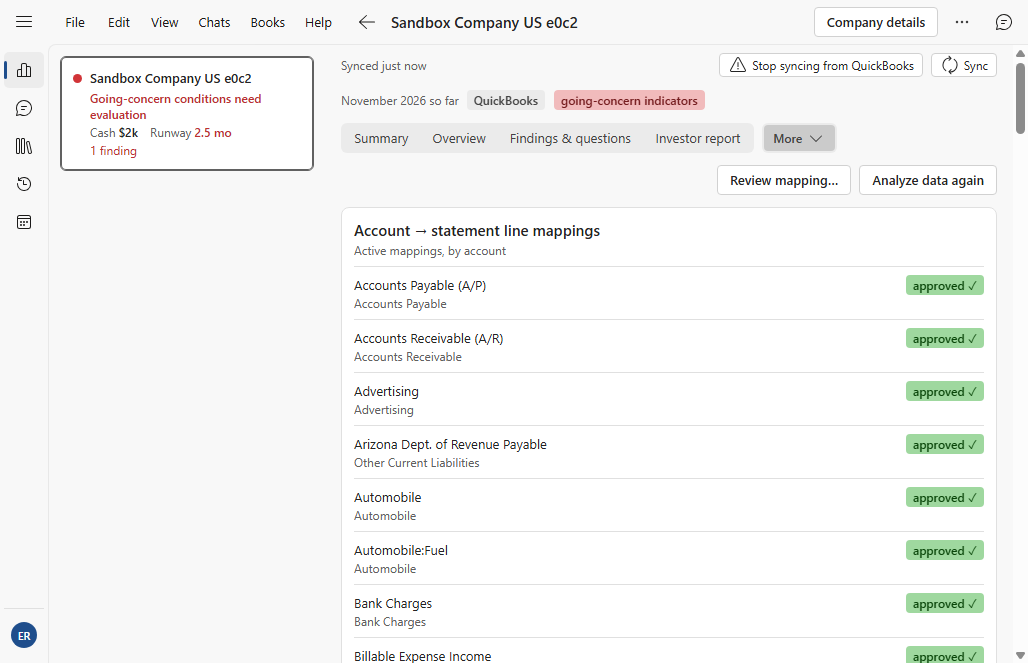 File Edit View Chats Books Help Sandbox Company US e0c2 Company details
Sandbox Company US e0c2
Going-concern conditions need
evaluation
Cash $2k Runway 2.5 mo
1 finding
Synced just now
Stop syncing from QuickBooks Sync
November 2026 so far QuickBooks going-concern indicators
Summary Overview Findings & questions Investor report More
Review mapping... Analyze data again
Account → statement line mappings
Active mappings, by account
Accounts Payable (A/P) approved ✓
Accounts Payable
Accounts Receivable (A/R) approved ✓
Accounts Receivable
Advertising approved ✓
Advertising
Arizona Dept. of Revenue Payable approved ✓
Other Current Liabilities
Automobile approved ✓
Automobile
Automobile:Fuel approved ✓
Automobile
Bank Charges approved ✓
Bank Charges
Billable Expense Income approved ✓
ER